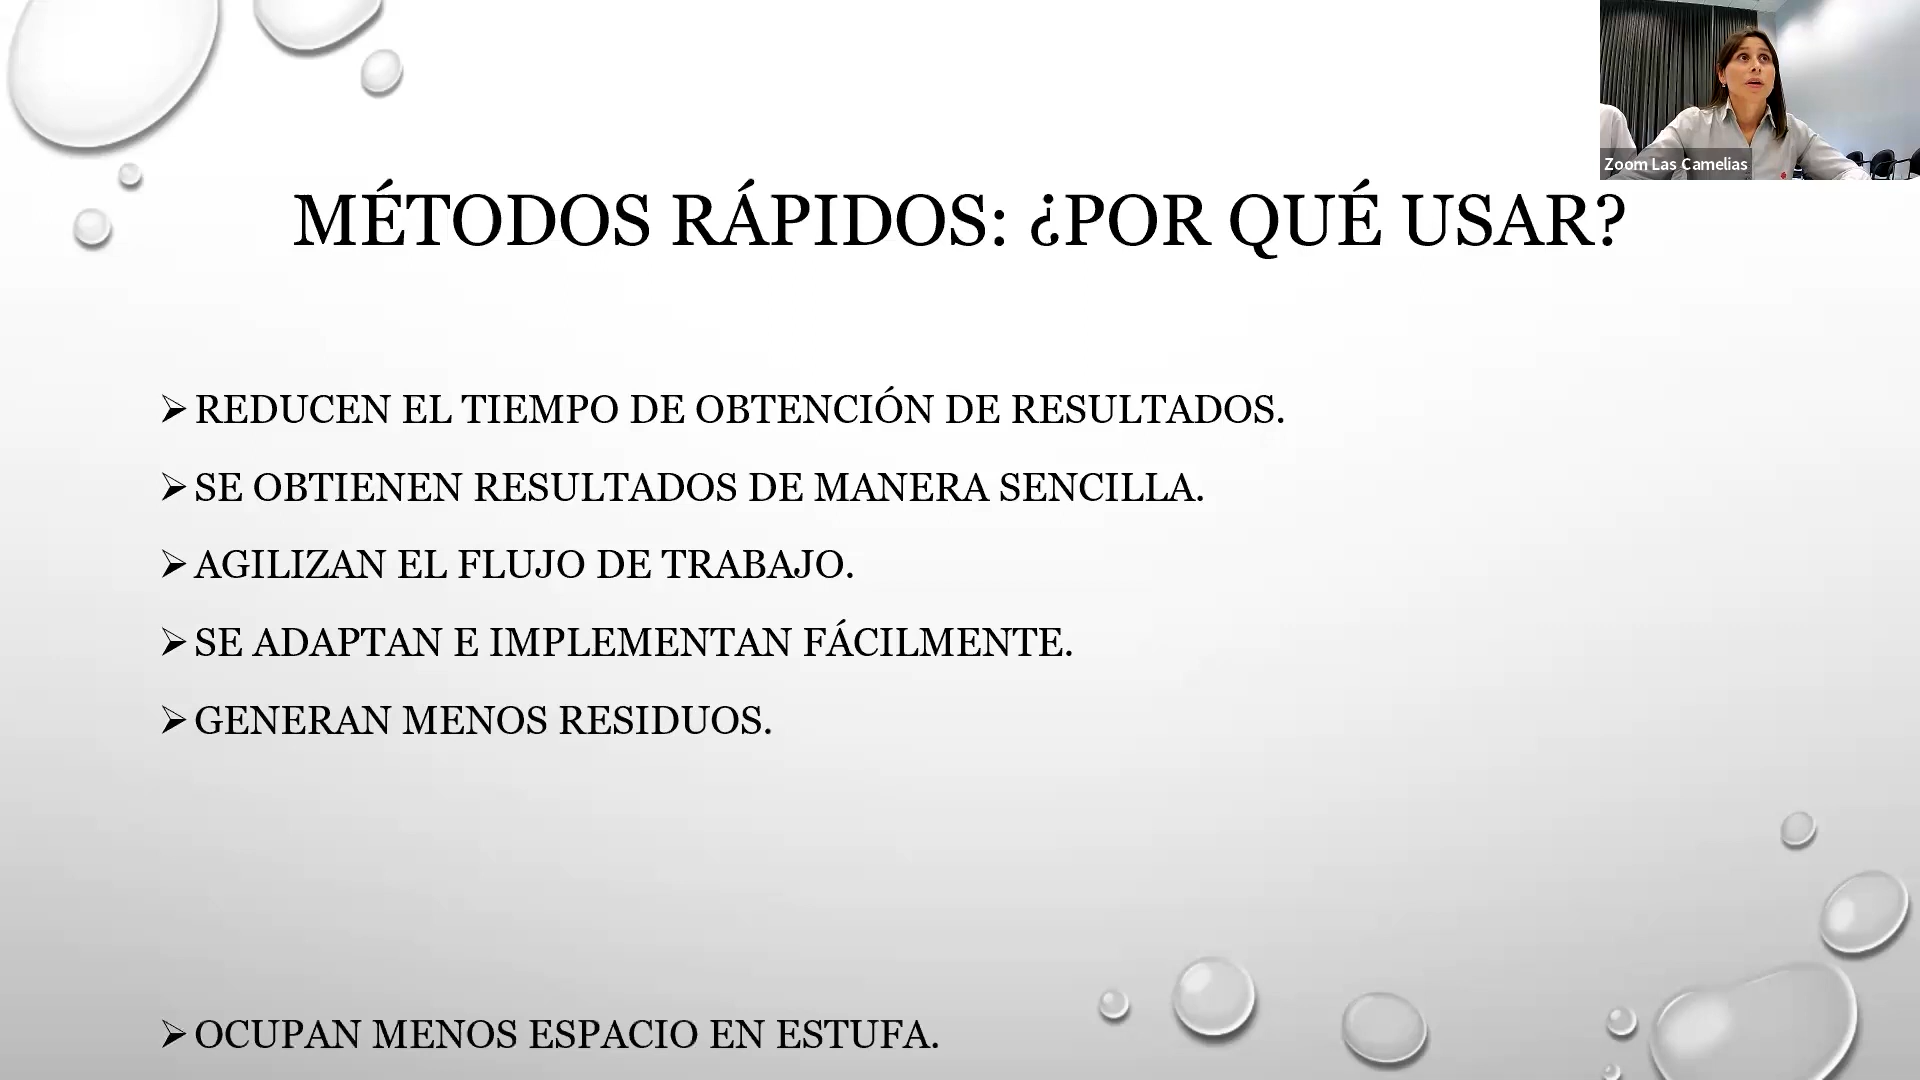 Zoom Las Camelias
MÉTODOS RÁPIDOS: ¿POR QUÉ USAR?
REDUCEN EL TIEMPO DE OBTENCIÓN DE RESULTADOS.
SE OBTIENEN RESULTADOS DE MANERA SENCILLA.
AGILIZAN EL FLUJO DE TRABAJO.
SE ADAPTAN E IMPLEMENTAN FÁCILMENTE.
GENERAN MENOS RESIDUOS.
OCUPAN MENOS ESPACIO EN ESTUFA.